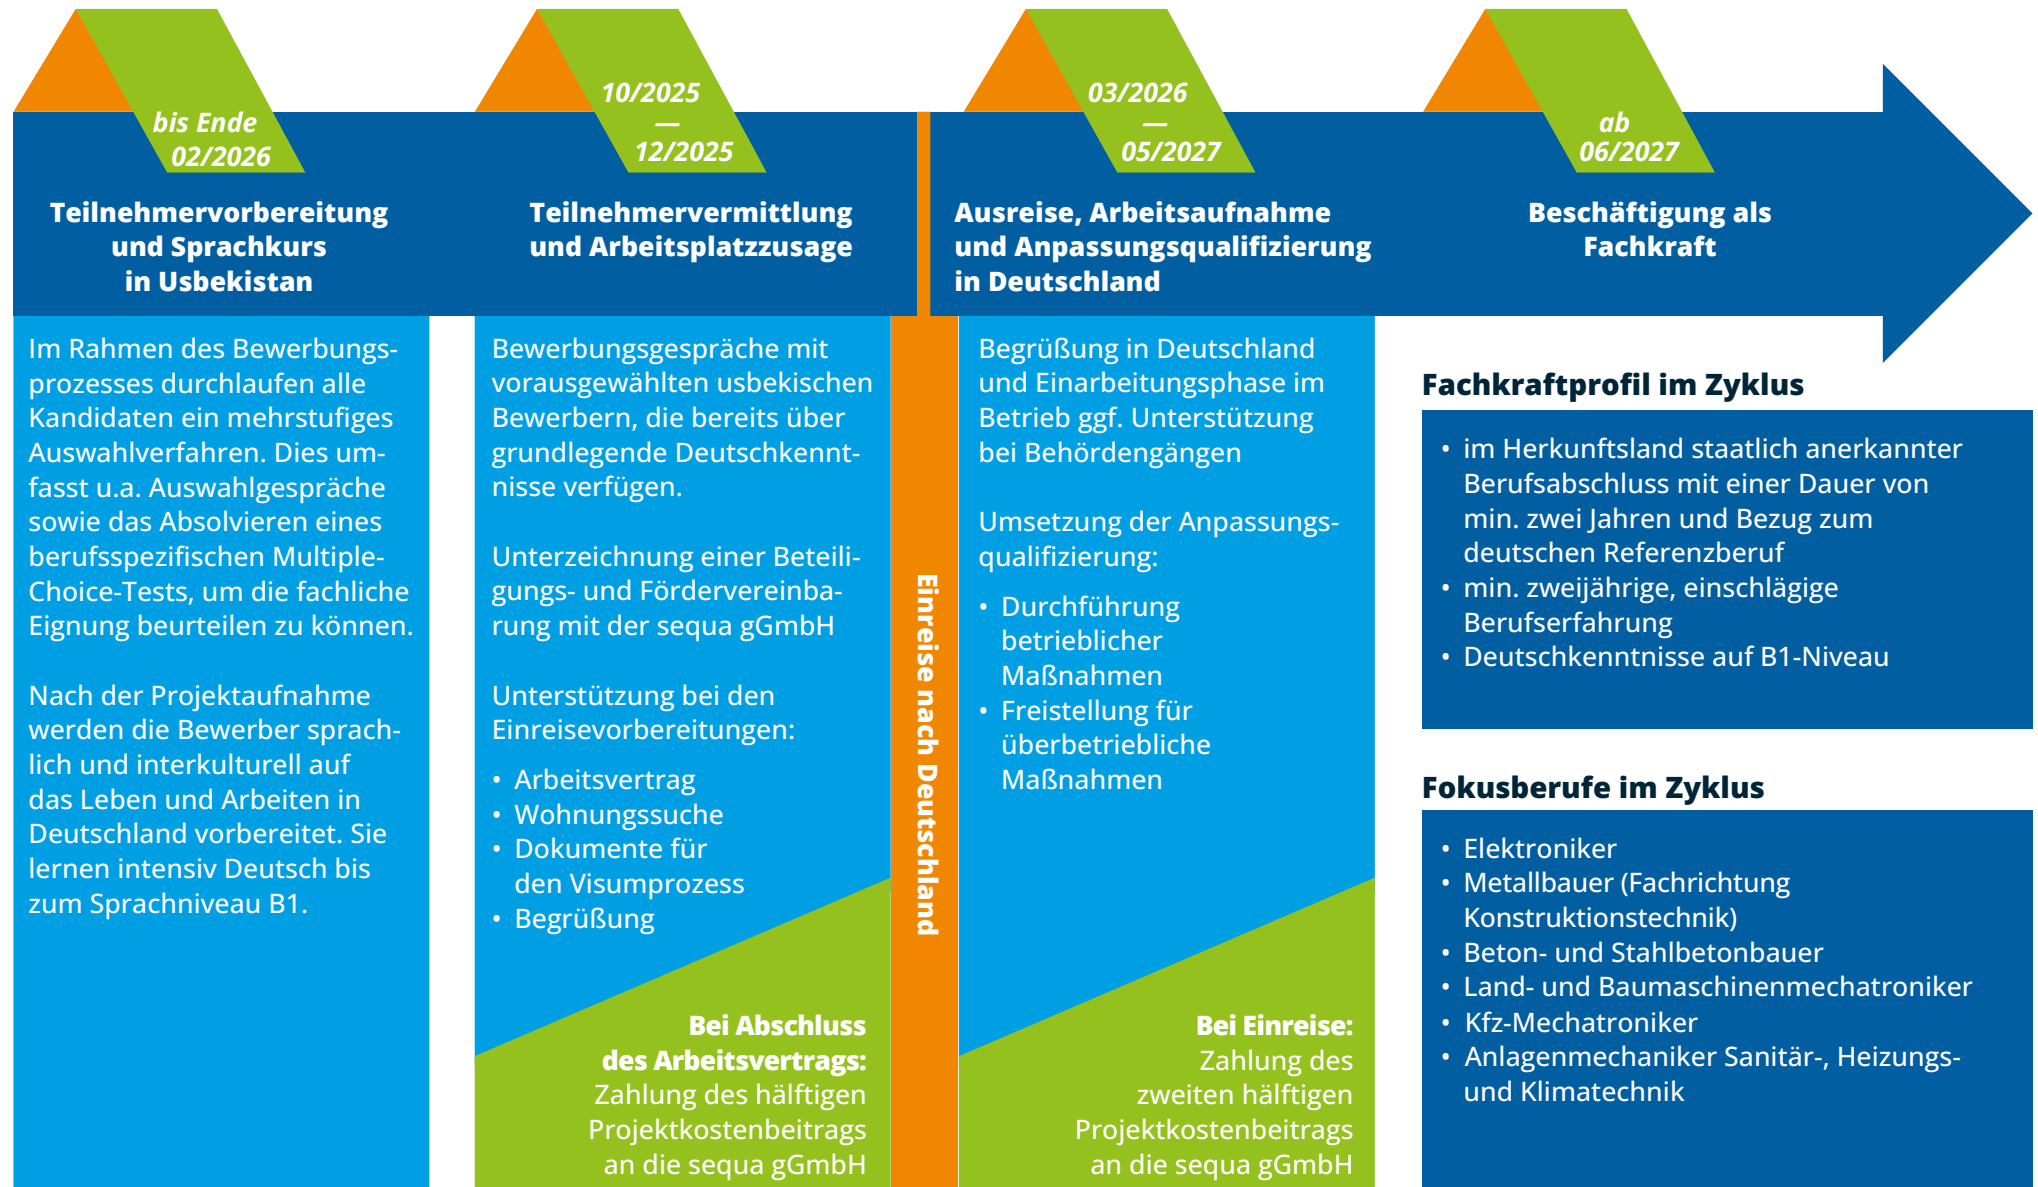 bis Ende
02/2026
Teilnehmervorbereitung
und Sprachkurs
in Usbekistan
Im Rahmen des Bewerbungs-
prozesses durchlaufen alle
Kandidaten ein mehrstufiges
Auswahlverfahren. Dies um-
fasst u.a. Auswahlgespräche
sowie das Absolvieren eines
berufsspezifischen Multiple-
Choice-Tests, um die fachliche
Eignung beurteilen zu können.
Nach der Projektaufnahme
werden die Bewerber sprach-
lich und interkulturell auf
das Leben und Arbeiten in
Deutschland vorbereitet. Sie
lernen intensiv Deutsch bis
zum Sprachniveau B1.
10/2025
—
12/2025
Teilnehmervermittlung
und Arbeitsplatzzusage
Bewerbungsgespräche mit
vorausgewählten usbekischen
Bewerbern, die bereits über
grundlegende Deutschkennt-
nisse verfügen.
Unterzeichnung einer Beteili-
gungs- und Fördervereinba-
rung mit der sequa gGmbH
Unterstützung bei den
Einreisevorbereitungen:
• Arbeitsvertrag
• Wohnungssuche
• Dokumente für
den Visumprozess
• Begrüßung
Bei Abschluss
des Arbeitsvertrags:
Zahlung des hälftigen
Projektkostenbeitrags
an die sequa gGmbH
Einreise nach Deutschland
03/2026
—
05/2027
Ausreise, Arbeitsaufnahme
und Anpassungsqualifizierung
in Deutschland
Begrüßung in Deutschland
und Einarbeitungsphase im
Betrieb ggf. Unterstützung
bei Behördengängen
Umsetzung der Anpassungs-
qualifizierung:
• Durchführung
betrieblicher
Maßnahmen
• Freistellung für
überbetriebliche
Maßnahmen
Bei Einreise:
Zahlung des
zweiten hälftigen
Projektkostenbeitrags
an die sequa gGmbH
ab
06/2027
Beschäftigung als
Fachkraft
Fachkraftprofil im Zyklus
• im Herkunftsland staatlich anerkannter
Berufsabschluss mit einer Dauer von
min. zwei Jahren und Bezug zum
deutschen Referenzberuf
• min. zweijährige, einschlägige
Berufserfahrung
• Deutschkenntnisse auf B1-Niveau
Fokusberufe im Zyklus
• Elektroniker
• Metallbauer (Fachrichtung
Konstruktionstechnik)
• Beton- und Stahlbetonbauer
• Land- und Baumaschinenmechatroniker
• Kfz-Mechatroniker
• Anlagenmechaniker Sanitär-, Heizungs-
und Klimatechnik